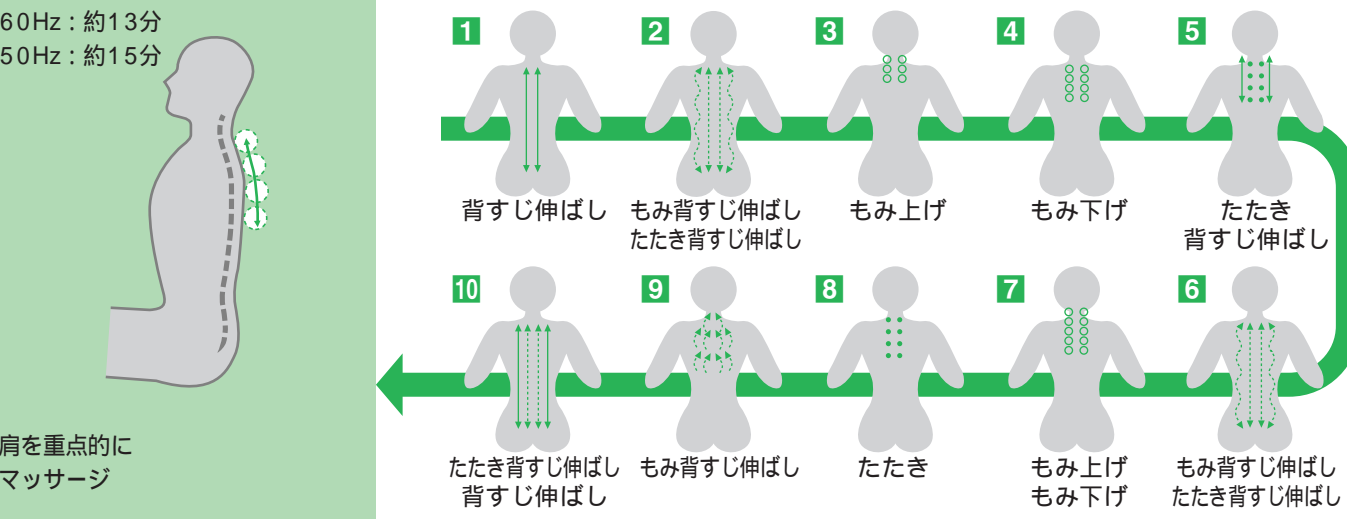 60Hz：約13分
50Hz：約15分
肩を重点的に
マッサージ
1
背すじ伸ばし
2
もみ背すじ伸ばし
たたき背すじ伸ばし
3
もみ上げ
4
もみ下げ
5
たたき
背すじ伸ばし
6
もみ背すじ伸ばし
たたき背すじ伸ばし
7
もみ上げ
もみ下げ
8
たたき
9
もみ背すじ伸ばし
10
たたき背すじ伸ばし
背すじ伸ばし